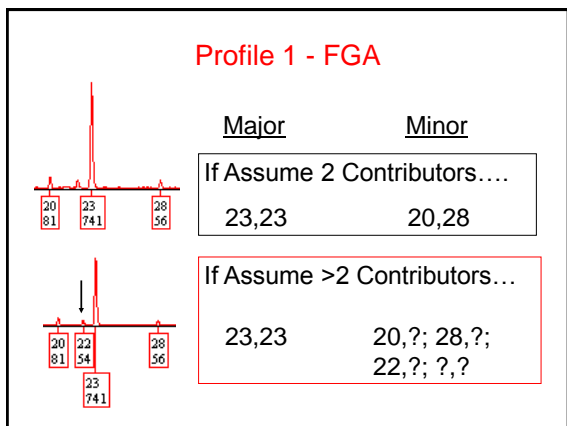 Profile 1 - FGA
Major Minor
If Assume 2 Contributors….
23,23 20,28
20 23 28
81 741 56
If Assume >2 Contributors…
23,23 20,?; 28,?;
22,?; ?,?
20 22 28
81 54 56
23
741